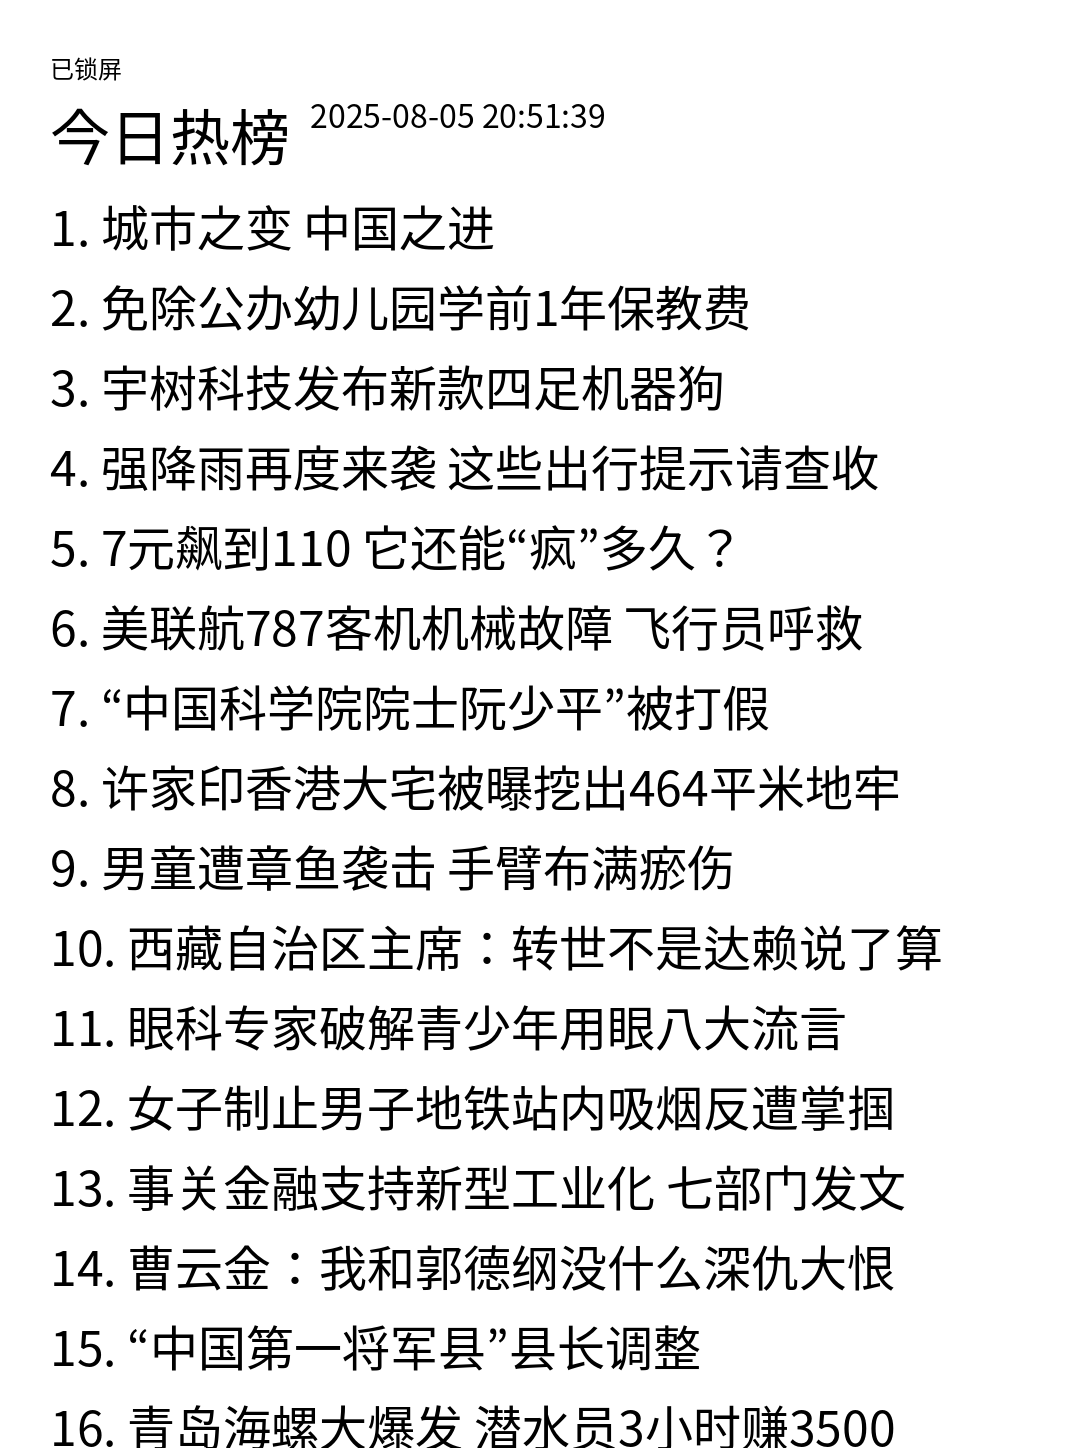 已锁屏
今日热榜 2025-08-05 20:51:39
1. 城市之变 中国之进
2. 免除公办幼儿园学前1年保教费
3. 宇树科技发布新款四足机器狗
4. 强降雨再度来袭 这些出行提示请查收
5. 7元飙到110 它还能“疯”多久？
6. 美联航787客机机械故障 飞行员呼救
7. “中国科学院院士阮少平”被打假
8. 许家印香港大宅被曝挖出464平米地牢
9. 男童遭章鱼袭击 手臂布满瘀伤
10. 西藏自治区主席：转世不是达赖说了算
11. 眼科专家破解青少年用眼八大流言
12. 女子制止男子地铁站内吸烟反遭掌掴
13. 事关金融支持新型工业化 七部门发文
14. 曹云金：我和郭德纲没什么深仇大恨
15. “中国第一将军县”县长调整
16. 青岛海螺大爆发 潜水员3小时赚3500